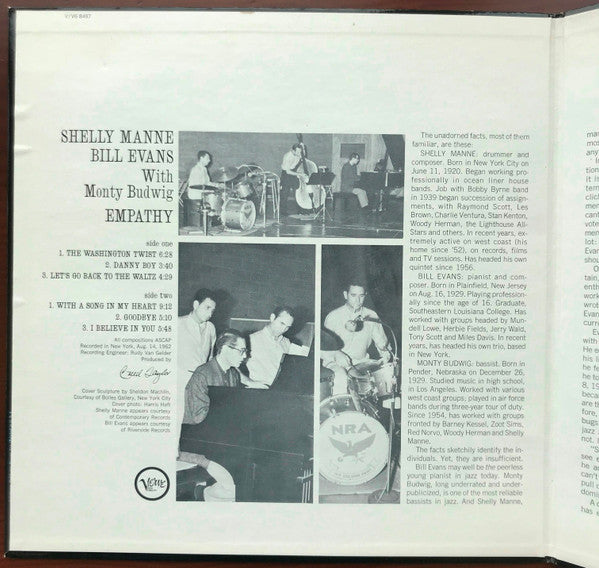 V/V6 8497
SHELLY MANNE
BILL EVANS
With
Monty Budwig
EMPATHY
side one
1. THE WASHINGTON TWIST 6:28
2. DANNY BOY 3:40
3. LET'S GO BACK TO THE WALTZ 4:29
side two
1. WITH A SONG IN MY HEART 9:12
2. GOODBYE 5:10
3. I BELIEVE IN YOU 5:48
All compositions ASCAP
Recorded in New York, Aug. 14, 1962
Recording Engineer: Rudy Van Gelder
Produced by
Creed Taylor
Cover Sculpture by Sheldon Machlin,
Courtesy of Bolles Gallery, New York City
Cover photo: Harris Huft
Shelly Manne appears courtesy
of Contemporary Records
Bill Evans appears courtesy
of Riverside Records
Verve
NRA
The unadorned facts, most of them
familiar, are these:
SHELLY MANNE: drummer and
composer. Born in New York City on
June 11, 1920. Began working pro-
fessionally in ocean liner house
bands. Job with Bobby Byrne band
in 1939 began succession of assign-
ments, with Raymond Scott, Les
Brown, Charlie Ventura, Stan Kenton,
Woody Herman, the Lighthouse All-
Stars and others. In recent years, ex-
tremely active on west coast (his
home since '52), on records, films
and TV sessions. Has headed his own
quintet since 1956.
BILL EVANS: pianist and com-
poser. Born in Plainfield, New Jersey
on Aug. 16, 1929. Playing profession-
ally since the age of 16. Graduate,
Southeastern Louisiana College. Has
worked with groups headed by Mun-
dell Lowe, Herbie Fields, Jerry Wald,
Tony Scott and Miles Davis. In recent
years, has headed his own trio, based
in New York.
MONTY BUDWIG: bassist. Born in
Pender, Nebraska on December 26,
1929. Studied music in high school,
in Los Angeles. Worked with various
west coast groups; played in air force
bands during three-year tour of duty.
Since 1954, has worked with groups
fronted by Barney Kessel, Zoot Sims,
Red Norvo, Woody Herman and Shelly
Manne.
The facts sketchily identify the in-
dividuals. Yet, they are insufficient.
Bill Evans may well be the peerless
young pianist in jazz today. Monty
Budwig, long underrated and under-
publicized, is one of the most reliable
bassists in jazz. And Shelly Manne,